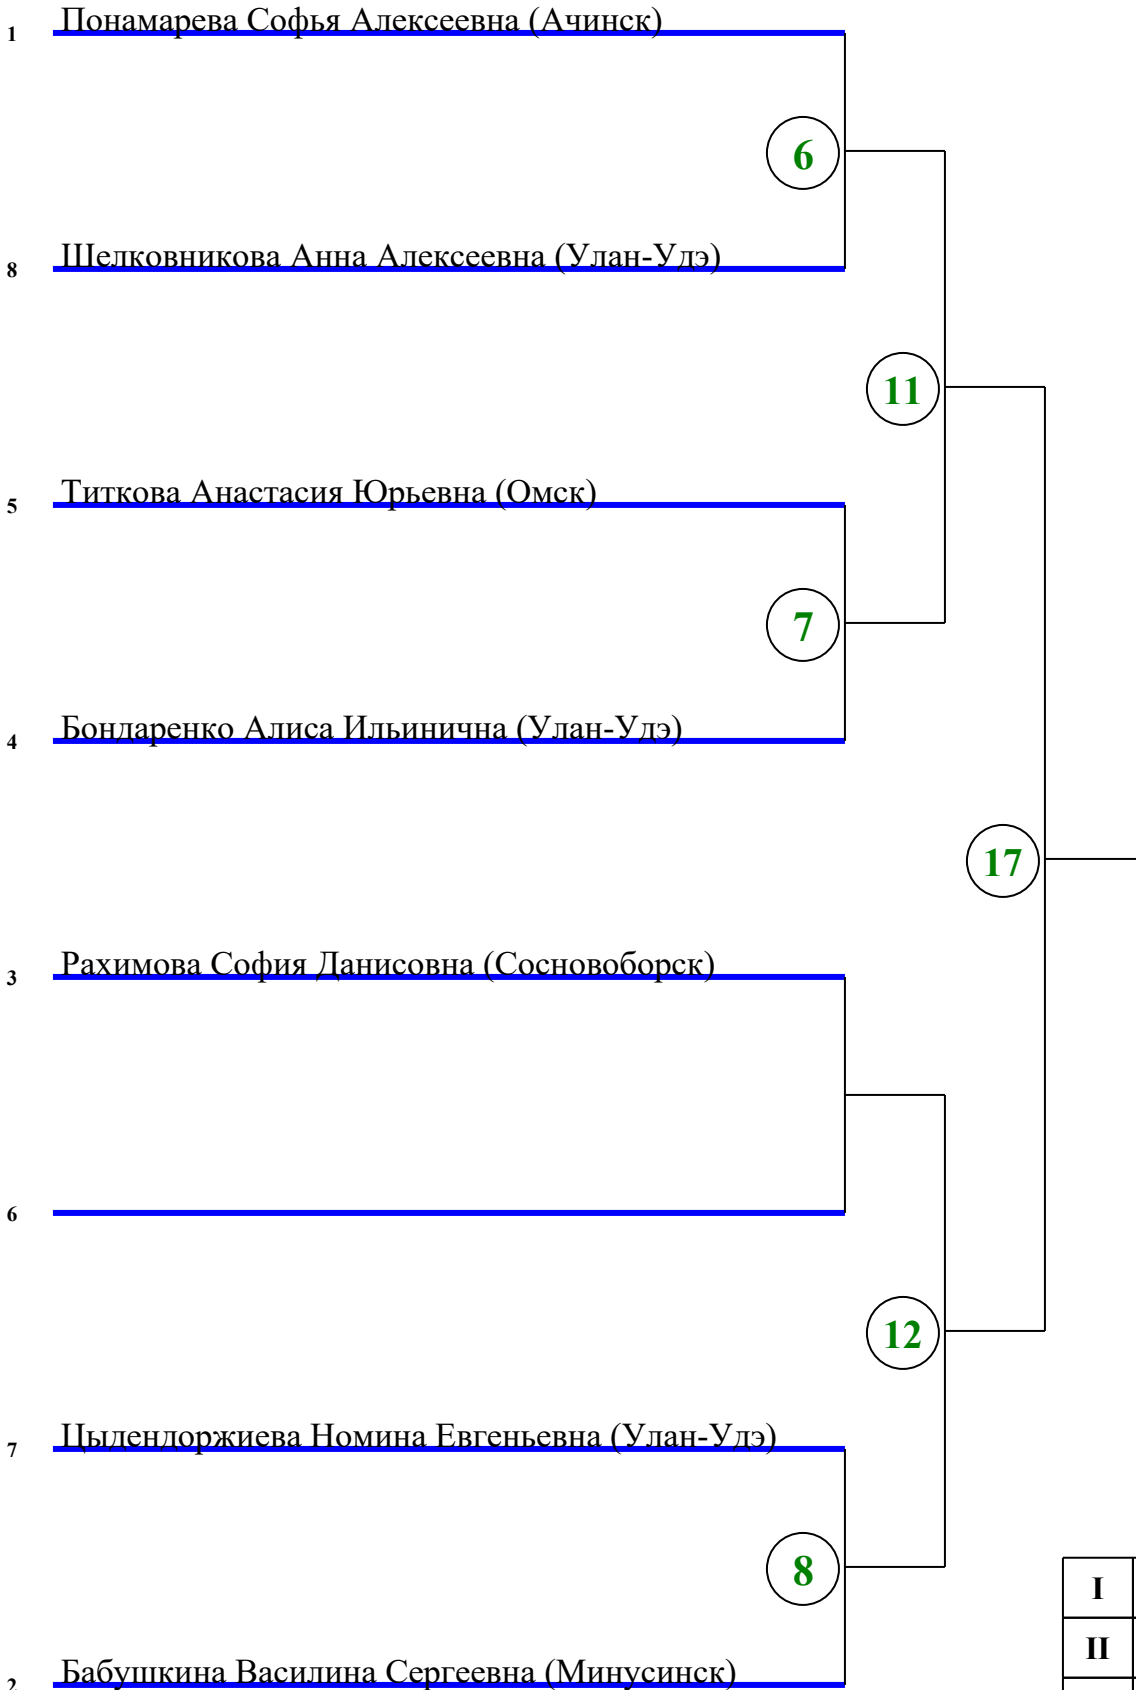 1 Понамарева Софья Алексеевна (Ачинск)
6
8 Шелковникова Анна Алексеевна (Улан-Удэ)
11
5 Титкова Анастасия Юрьевна (Омск)
7
4 Бондаренко Алиса Ильинична (Улан-Удэ)
17
3 Рахимова София Данисовна (Сосновоборск)
6
12
7 Цыдендоржиева Номина Евгеньевна (Улан-Удэ)
8
I
II
2 Бабушкина Василина Сергеевна (Минусинск)